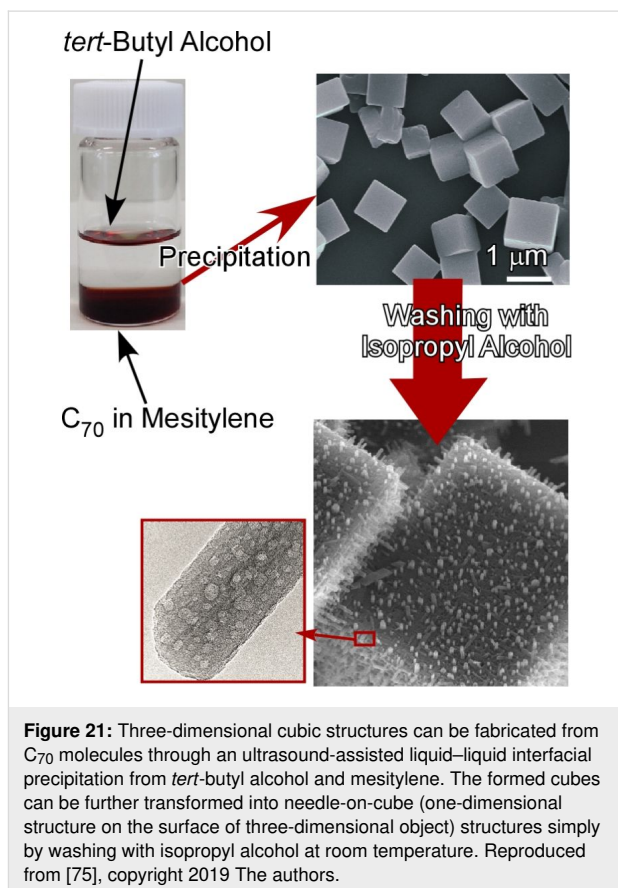 tert-Butyl Alcohol
Precipitation
1 μm
Washing with
Isopropyl Alcohol
C70 in Mesitylene
Figure 21: Three-dimensional cubic structures can be fabricated from
C70 molecules through an ultrasound-assisted liquid–liquid interfacial
precipitation from tert-butyl alcohol and mesitylene. The formed cubes
can be further transformed into needle-on-cube (one-dimensional
structure on the surface of three-dimensional object) structures simply
by washing with isopropyl alcohol at room temperature. Reproduced
from [75], copyright 2019 The authors.